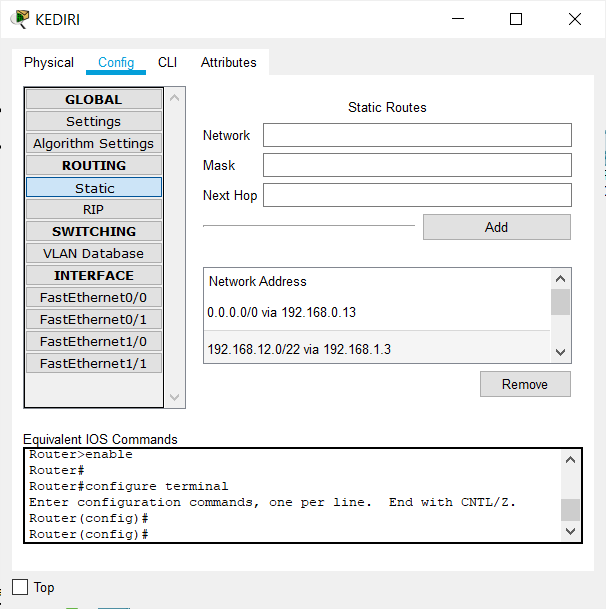 KEDIRI
Physical Config CLI Attributes
GLOBAL
Settings
Algorithm Settings
ROUTING
Static
RIP
SWITCHING
VLAN Database
INTERFACE
FastEthernet0/0
FastEthernet0/1
FastEthernet1/0
FastEthernet1/1
Static Routes
Network
Mask
Next Hop
Add
Network Address
0.0.0.0/0 via 192.168.0.13
192.168.12.0/22 via 192.168.1.3
Remove
Equivalent IOS Commands
Router>enable
Router#
Router#configure terminal
Enter configuration commands, one per line.  End with CNTL/Z.
Router(config)#
Router(config)#
Top